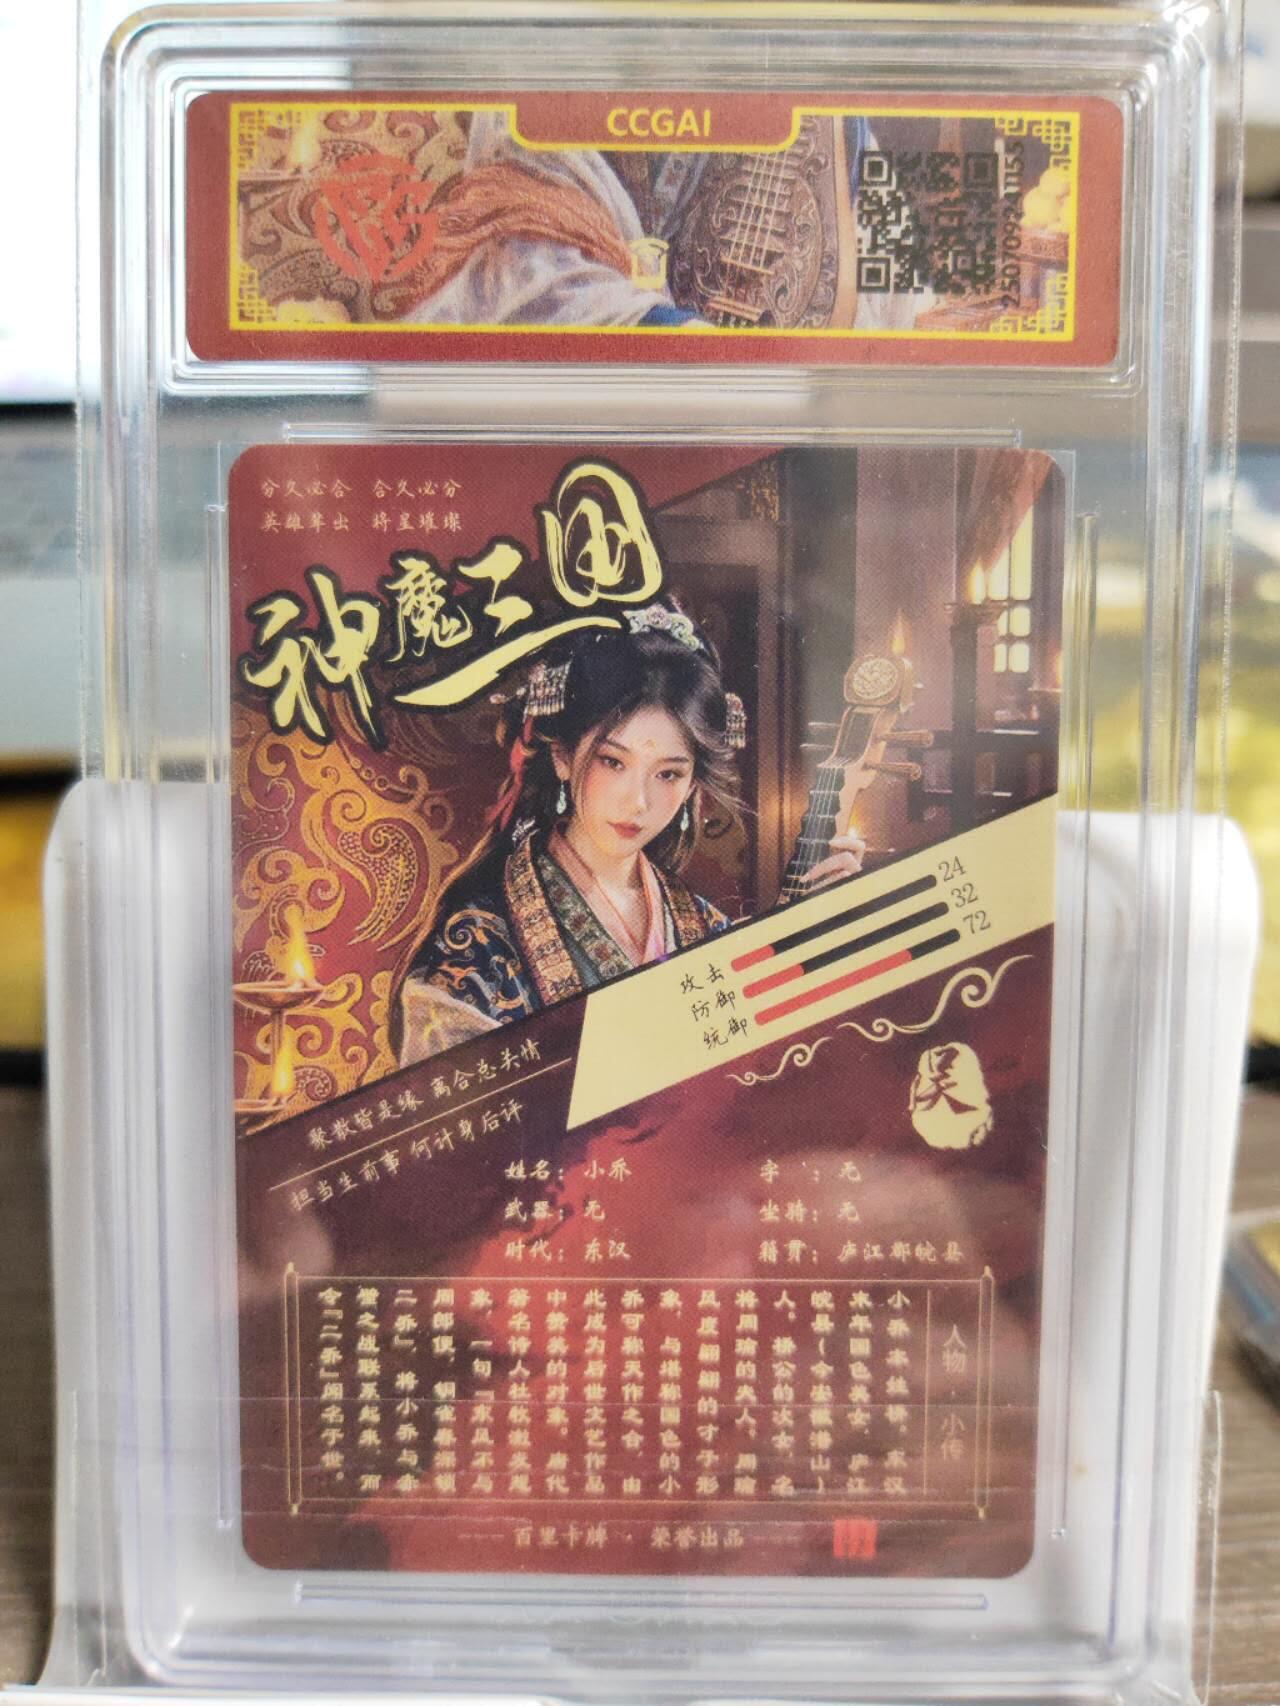 CCGAI
250709241155
分久必合 合久必分
英雄辈出 将星璀璨
神魔三国
24
32
72
攻击
防御
统御
吴
聚散皆是缘 离合总关情
担当生前事 何计身后评
姓名：小乔
字　：无
武器：无
坐骑：无
时代：东汉
籍贯：庐江郡皖县
人物·小传
小乔本姓桥，东汉
末年国色美女，庐江
皖县（今安徽潜山）
人。桥公的次女，名
将周瑜的夫人。周瑜
风度翩翩的才子形
象，与堪称国色的小
乔可称天作之合，由
此成为后世文艺作品
中赞美的对象。唐代
著名诗人杜牧遐发想
象，一句『东风不与
周郎便，铜雀春深锁
二乔』，将小乔与赤
壁之战联系起来，而
令『二乔』闻名于世。
百里卡牌 · 荣誉出品